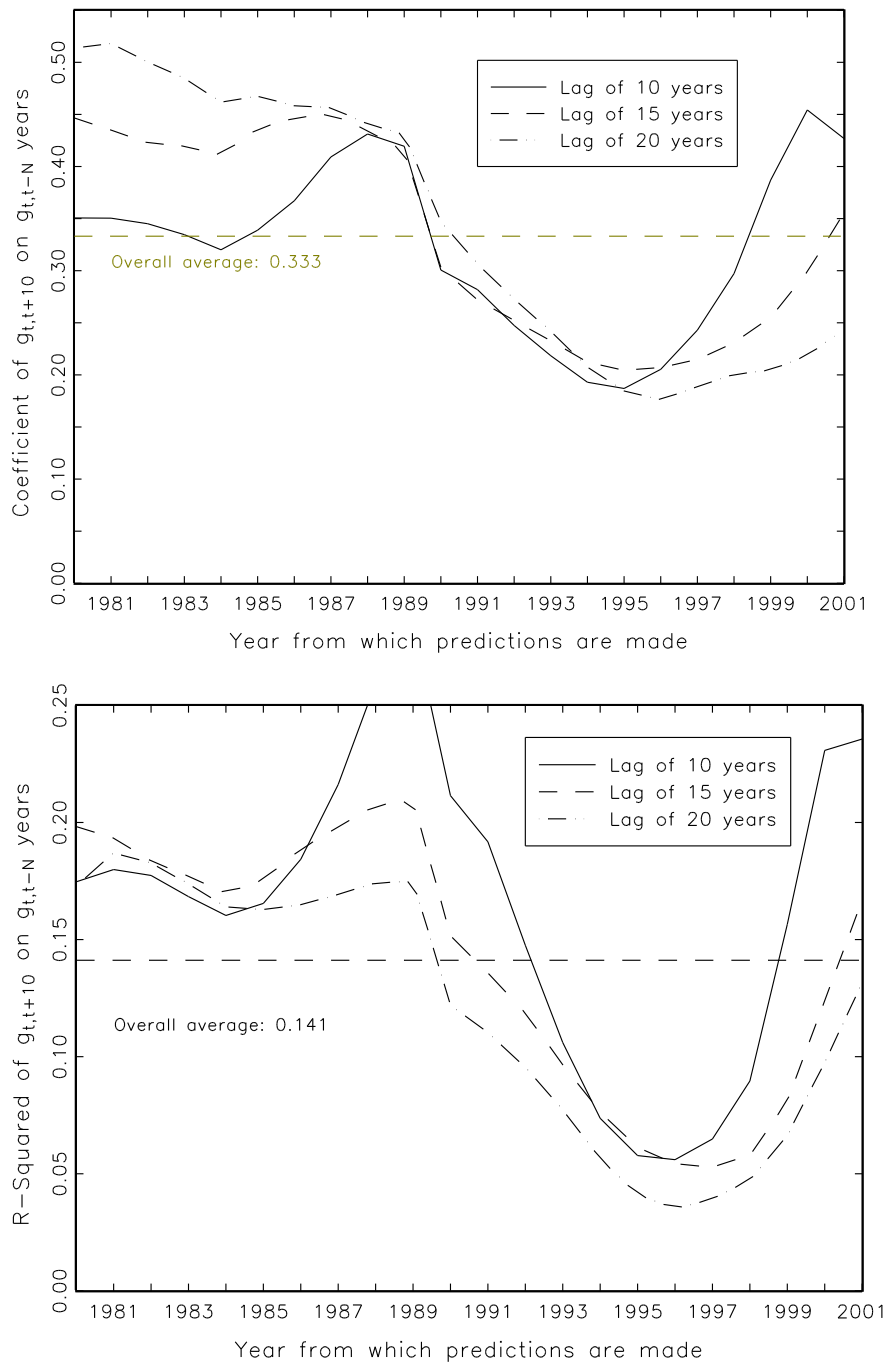 Coefficient of g_{t,t+10} on g_{t,t−N} years
0.50
0.40
0.30
0.20
0.10
0.00
Lag of 10 years
Lag of 15 years
Lag of 20 years
Overall average: 0.333
1981 1983 1985 1987 1989 1991 1993 1995 1997 1999 2001
Year from which predictions are made
R−Squared of g_{t,t+10} on g_{t,t−N} years
0.25
0.20
0.15
0.10
0.05
0.00
Lag of 10 years
Lag of 15 years
Lag of 20 years
Overall average: 0.141
1981 1983 1985 1987 1989 1991 1993 1995 1997 1999 2001
Year from which predictions are made